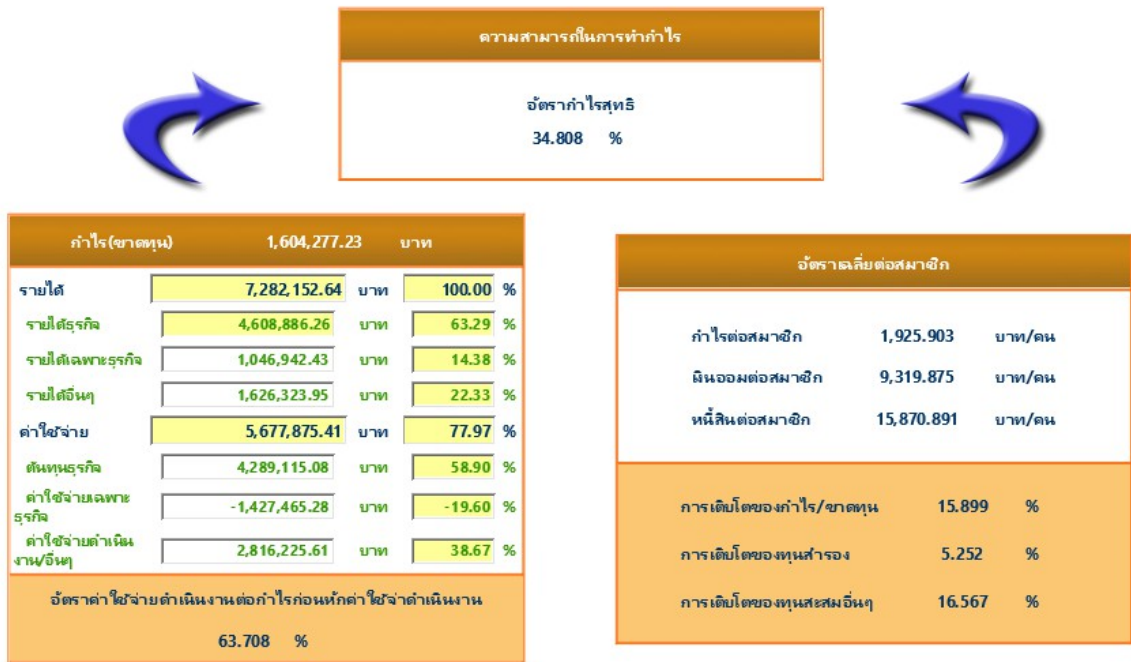 ความสามารถในการทำกำไร
อัตรากำไรสุทธิ
34.808 %
กำไร(ขาดทุน) 1,604,277.23 บาท
รายได้ 7,282,152.64 บาท 100.00 %
รายได้ธุรกิจ 4,608,886.26 บาท 63.29 %
รายได้เฉพาะธุรกิจ 1,046,942.43 บาท 14.38 %
รายได้อื่นๆ 1,626,323.95 บาท 22.33 %
ค่าใช้จ่าย 5,677,875.41 บาท 77.97 %
ต้นทุนธุรกิจ 4,289,115.08 บาท 58.90 %
ค่าใช้จ่ายเฉพาะ
ธุรกิจ -1,427,465.28 บาท -19.60 %
ค่าใช้จ่ายดำเนิน
งาน/อื่นๆ 2,816,225.61 บาท 38.67 %
อัตราค่าใช้จ่ายดำเนินงานต่อกำไรก่อนหักค่าใช้จ่าดำเนินงาน
63.708 %
อัตราเฉลี่ยต่อสมาชิก
กำไรต่อสมาชิก 1,925.903 บาท/คน
เงินออมต่อสมาชิก 9,319.875 บาท/คน
หนี้สินต่อสมาชิก 15,870.891 บาท/คน
การเติบโตของกำไร/ขาดทุน 15.899 %
การเติบโตของทุนสำรอง 5.252 %
การเติบโตของทุนสะสมอื่นๆ 16.567 %